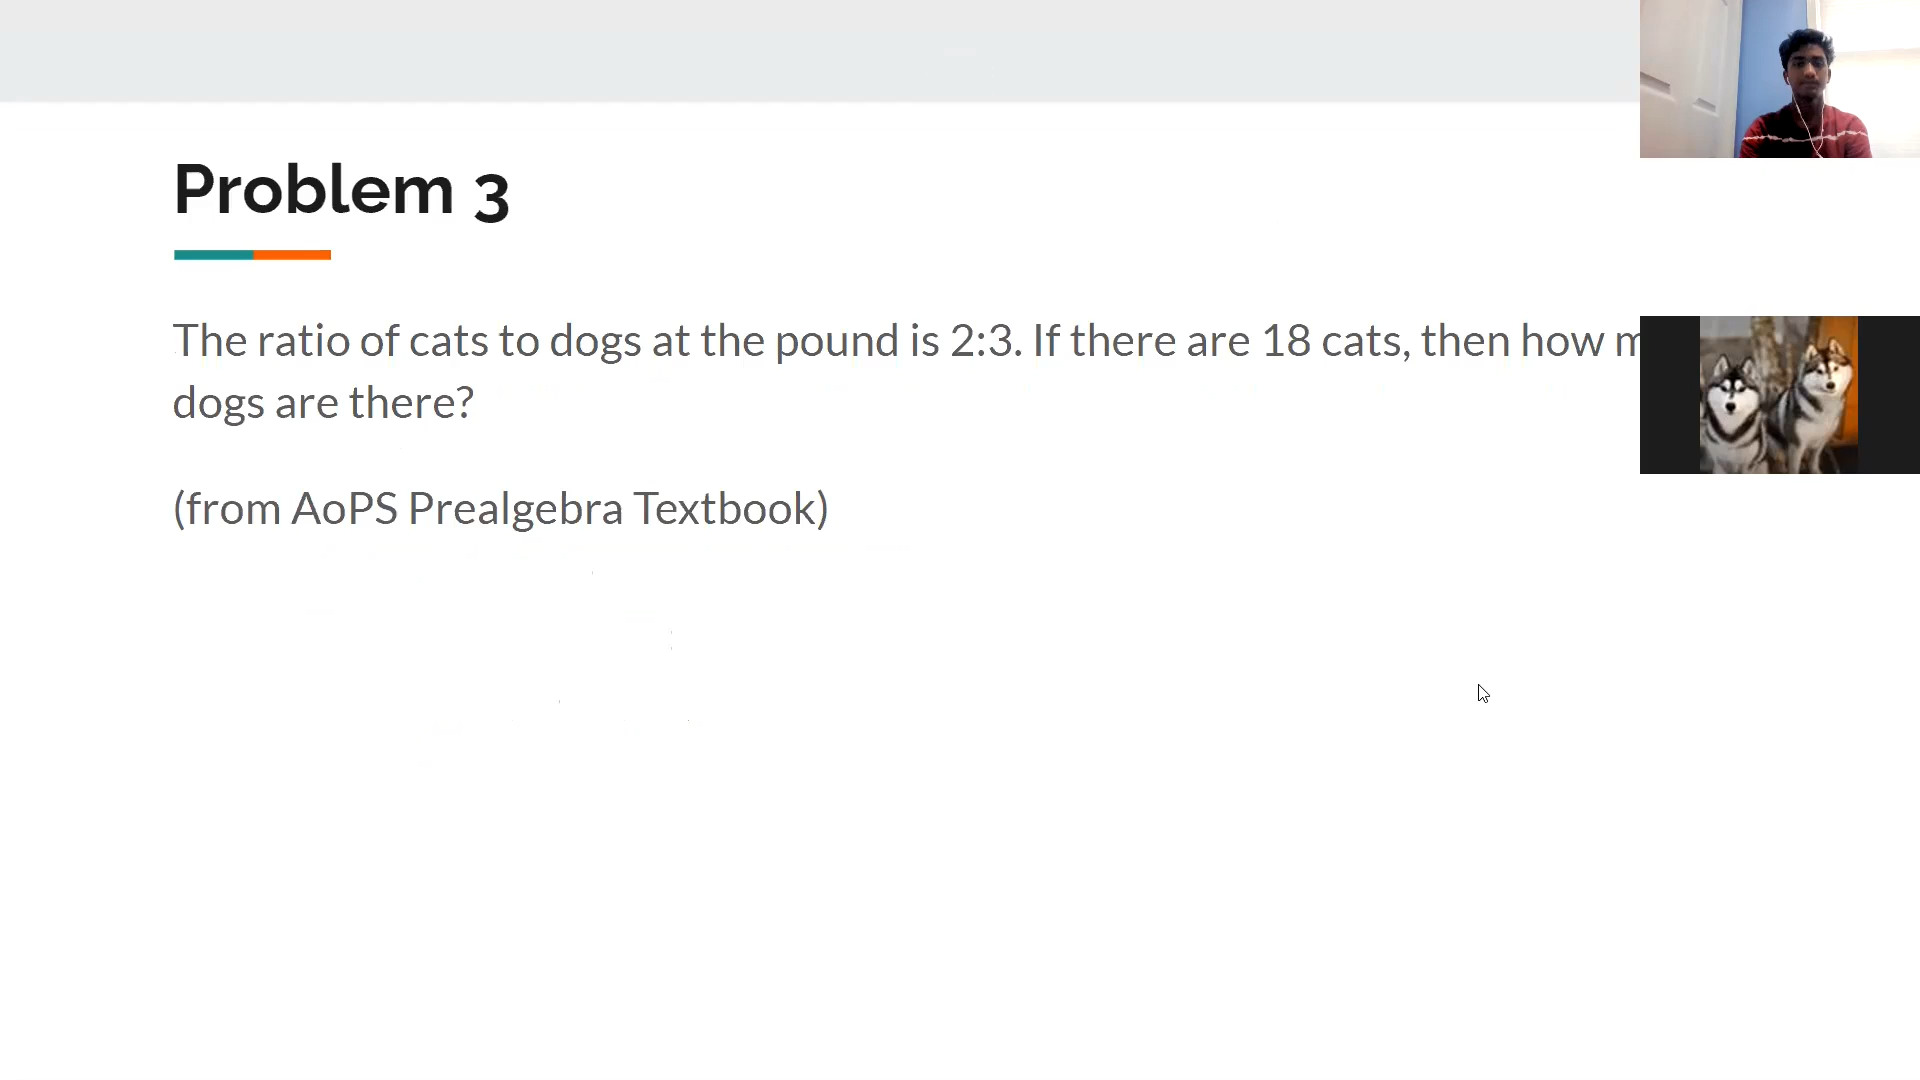 Problem 3
The ratio of cats to dogs at the pound is 2:3. If there are 18 cats, then how
dogs are there?
(from AoPS Prealgebra Textbook)